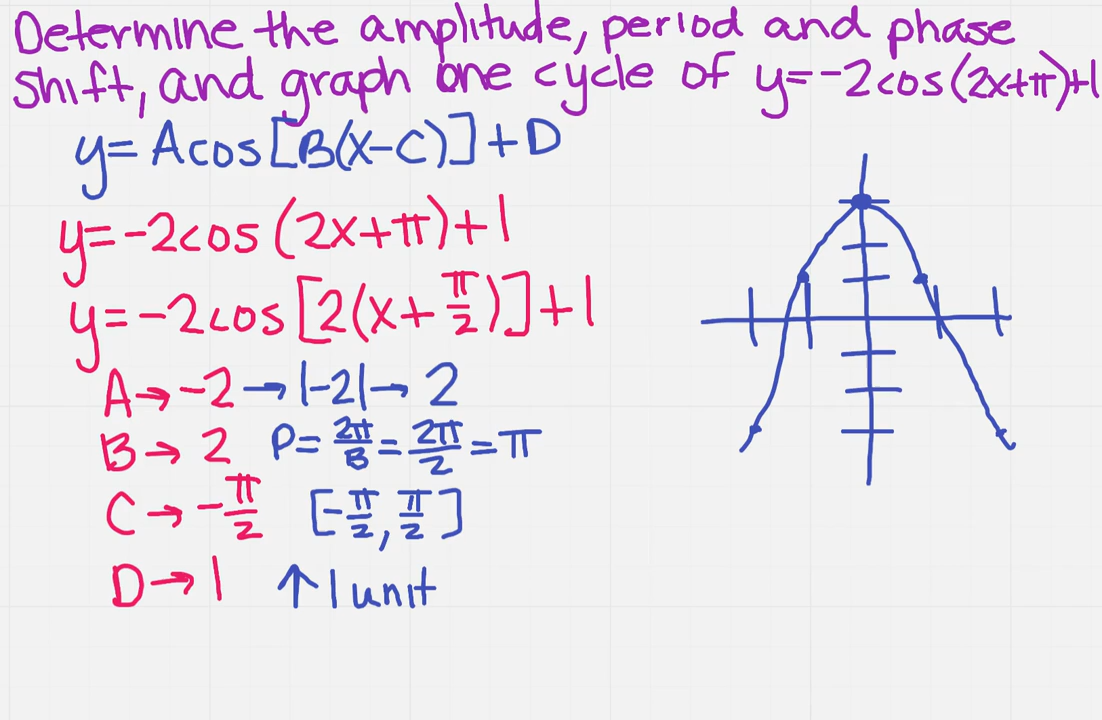 Determine the amplitude, period and phase
shift, and graph one cycle of y=-2cos(2x+π)+1
y=Acos[B(x-C)]+D
y=-2cos(2x+π)+1
y=-2cos[2(x+π/2)]+1
A→-2→|-2|→2
B→2 P=2π/B=2π/2=π
C→-π/2 [-π/2,π/2]
D→1 ↑1 unit